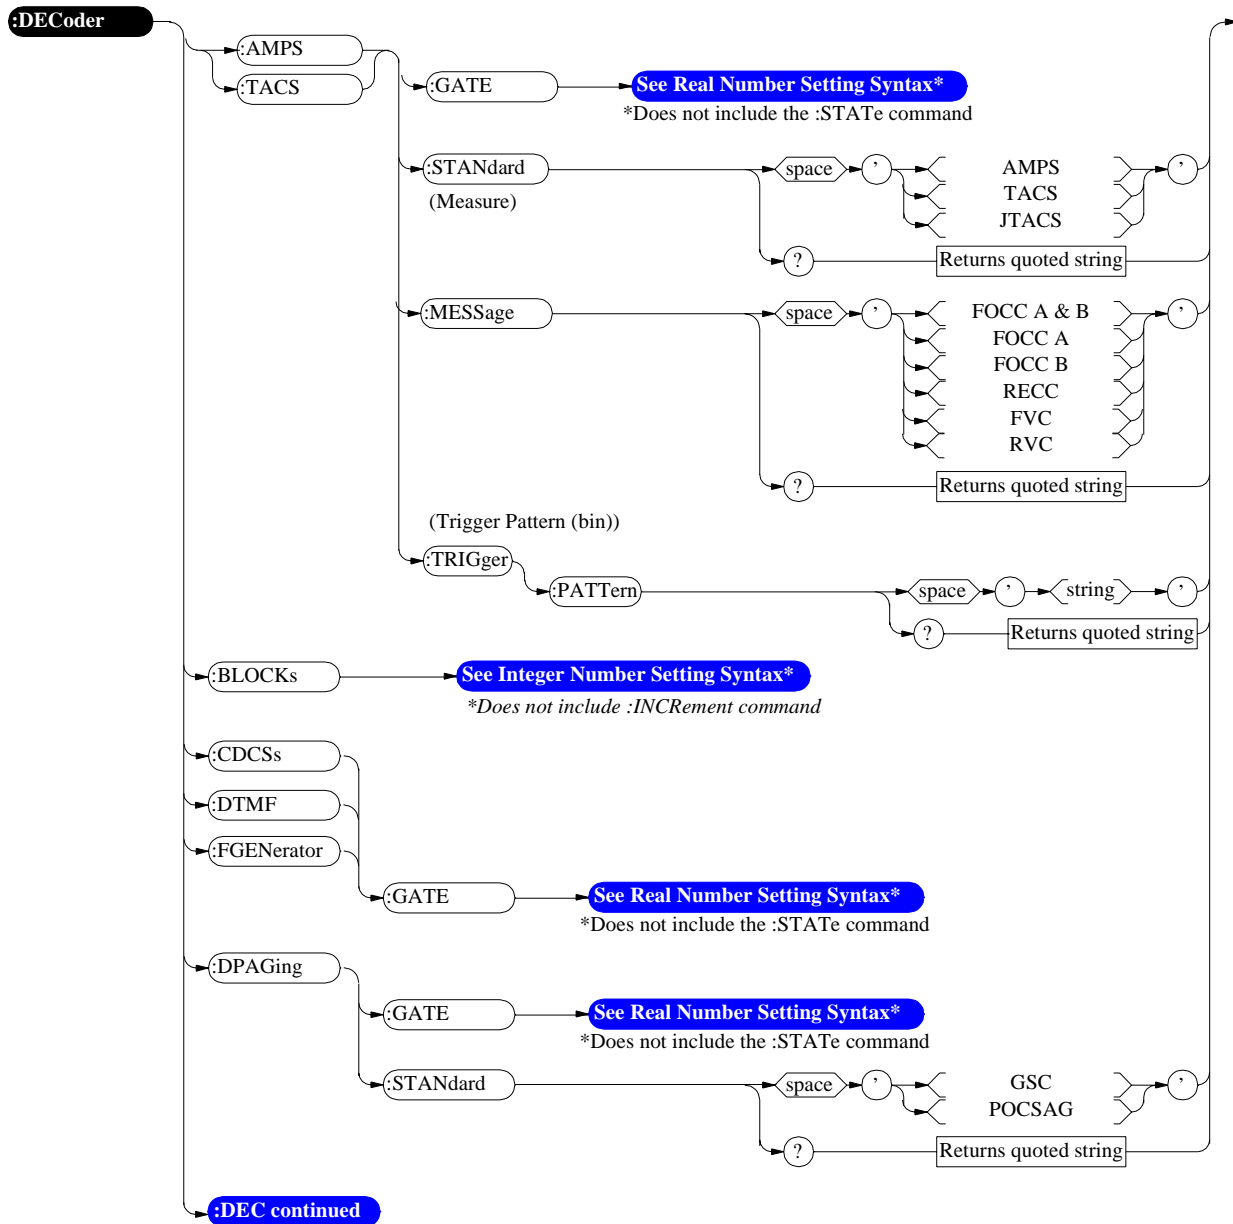 :DECoder
:AMPS
:TACS
:GATE
See Real Number Setting Syntax*
*Does not include the :STATe command
:STANdard
(Measure)
space
'
AMPS
TACS
JTACS
'
?
Returns quoted string
:MESSage
space
'
FOCC A & B
FOCC A
FOCC B
RECC
FVC
RVC
'
?
Returns quoted string
(Trigger Pattern (bin))
:TRIGger
:PATTern
space
'
string
'
?
Returns quoted string
:BLOCKs
See Integer Number Setting Syntax*
*Does not include :INCRement command
:CDCSs
:DTMF
:FGENerator
:GATE
See Real Number Setting Syntax*
*Does not include the :STATe command
:DPAGing
:GATE
See Real Number Setting Syntax*
*Does not include the :STATe command
:STANdard
space
'
GSC
POCSAG
'
?
Returns quoted string
:DEC continued